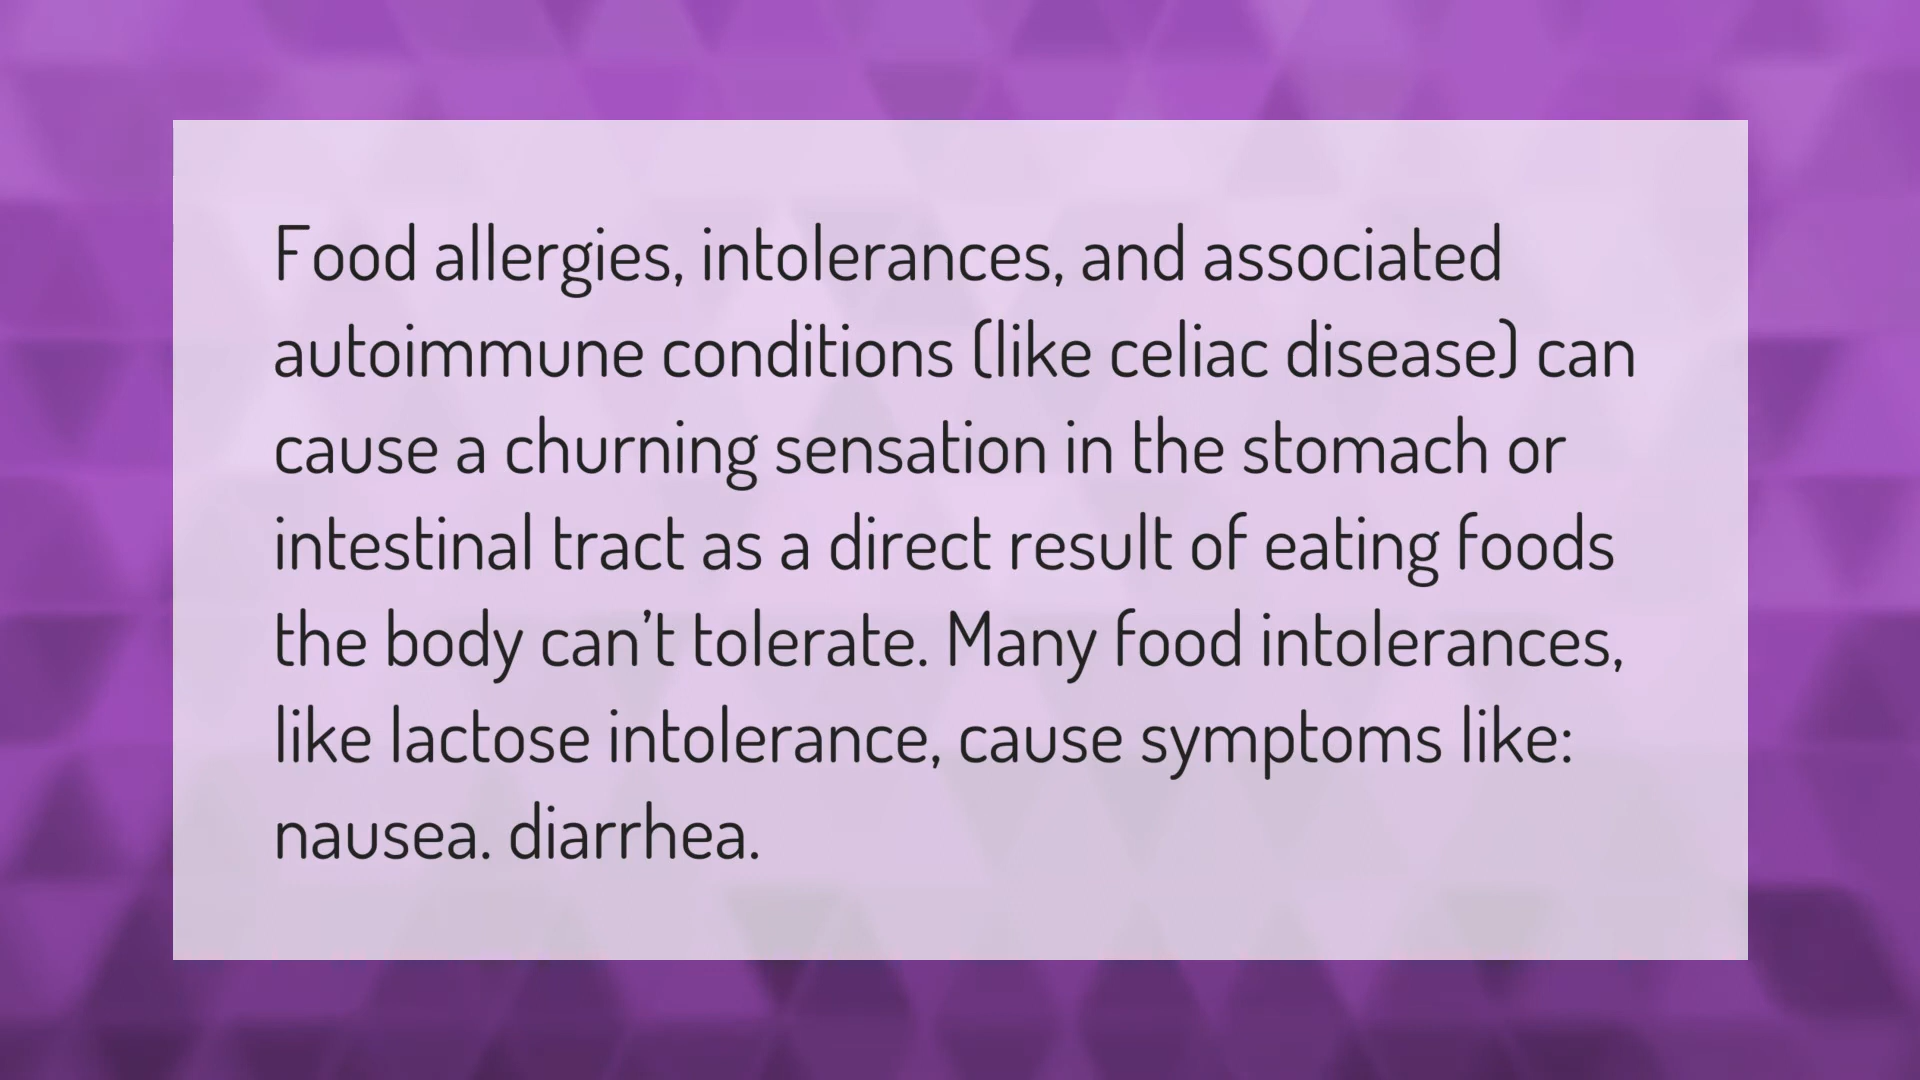 Food allergies, intolerances, and associated
autoimmune conditions (like celiac disease) can
cause a churning sensation in the stomach or
intestinal tract as a direct result of eating foods
the body can’t tolerate. Many food intolerances,
like lactose intolerance, cause symptoms like:
nausea. diarrhea.